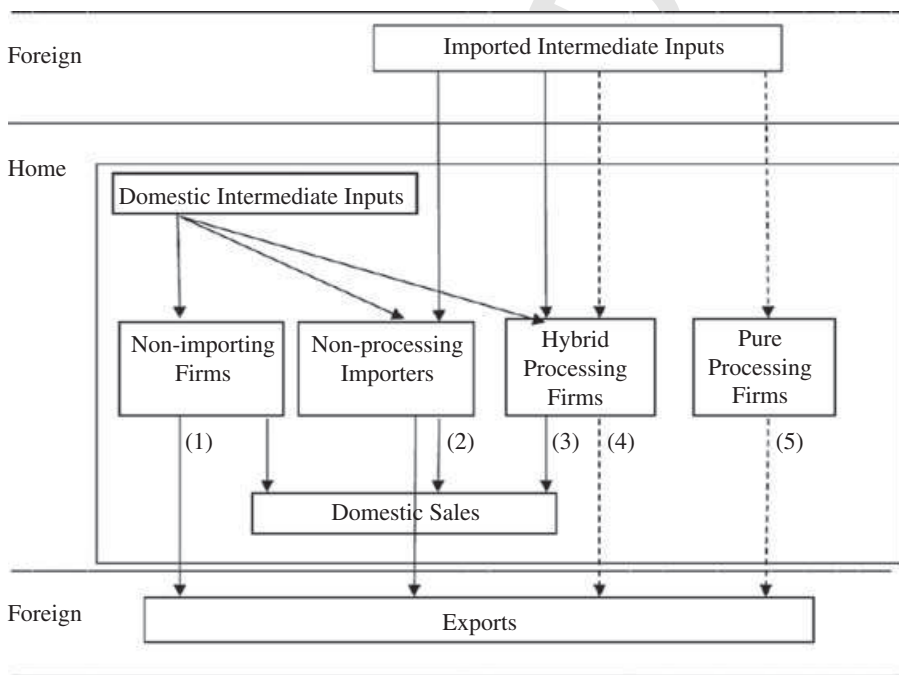 Foreign
Imported Intermediate Inputs
Home
Domestic Intermediate Inputs
Non-importing
Firms
Non-processing
Importers
Hybrid
Processing
Firms
Pure
Processing
Firms
(1)
(2)
(3)
(4)
(5)
Domestic Sales
Foreign
Exports